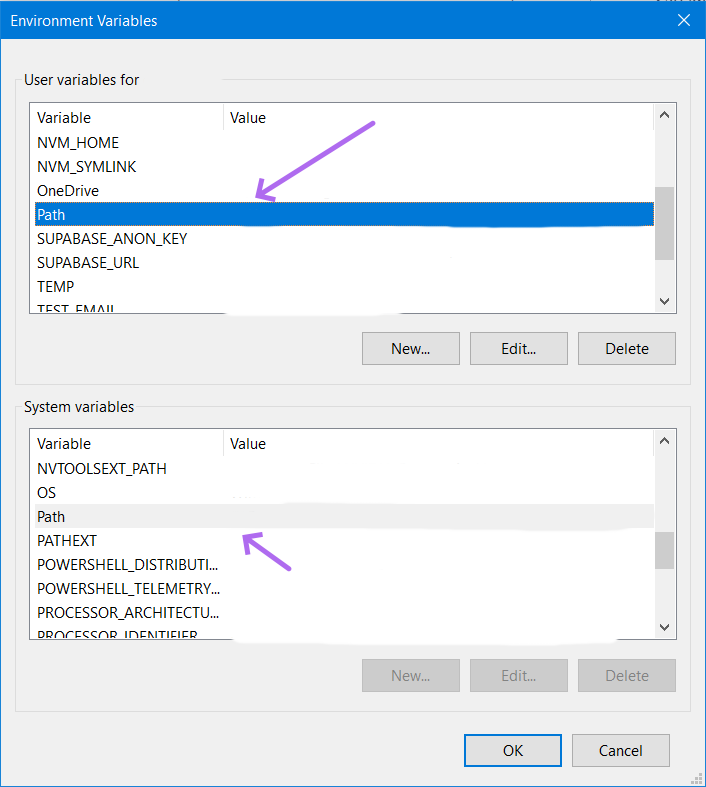 Environment Variables
User variables for
Variable Value
NVM_HOME
NVM_SYMLINK
OneDrive
Path
SUPABASE_ANON_KEY
SUPABASE_URL
TEMP
TEST_EMAIL
New... Edit... Delete
System variables
Variable Value
NVTOOLSEXT_PATH
OS
Path
PATHEXT
POWERSHELL_DISTRIBUTI...
POWERSHELL_TELEMETRY...
PROCESSOR_ARCHITECTU...
PROCESSOR_IDENTIFIER
New... Edit... Delete
OK Cancel